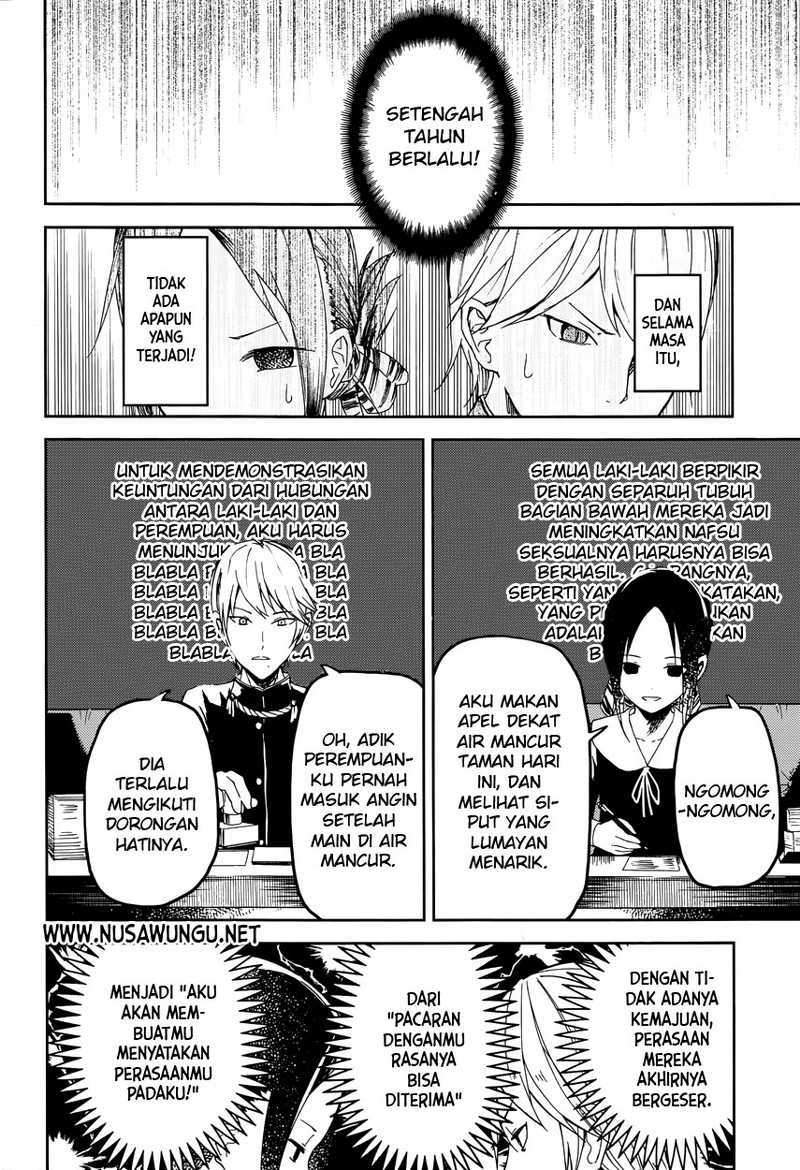 SETENGAH
TAHUN
BERLALU!
DAN
SELAMA
MASA
ITU,
TIDAK
ADA
APAPUN
YANG
TERJADI!
SEMUA LAKI-LAKI BERPIKIR
DENGAN SEPARUH TUBUH
BAGIAN BAWAH MEREKA JADI
MENINGKATKAN NAFSU
SEKSUALNYA HARUSNYA BISA
BERHASIL.
SEPERTI
YANG
ADALAH
NGOMONG
-NGOMONG,
AKU MAKAN
APEL DEKAT
AIR MANCUR
TAMAN HARI
INI, DAN
MELIHAT SI-
PUT YANG
LUMAYAN
MENARIK.
UNTUK MENDEMONSTRASIKAN
KEUNTUNGAN DARI HUBUNGAN
ANTARA LAKI-LAKI DAN
PEREMPUAN, AKU HARUS
BLA BLA
BLABLA
BLABLA
BLABLA
BLABLA BLA
BLABLA
OH, ADIK
PEREMPUAN-
KU PERNAH
MASUK ANGIN
SETELAH
MAIN DI AIR
MANCUR.
DIA
TERLALU
MENGIKUTI
DORONGAN
HATINYA.
WWW.NUSAWUNGU.NET
DENGAN TI-
DAK ADANYA
KEMAJUAN,
PERASAAN
MEREKA
AKHIRNYA
BERGESER.
DARI
"PACARAN
DENGANMU
RASANYA
BISA
DITERIMA"
MENJADI "AKU
AKAN MEM-
BUATMU
MENYATAKAN
PERASAANMU
PADAKU!"